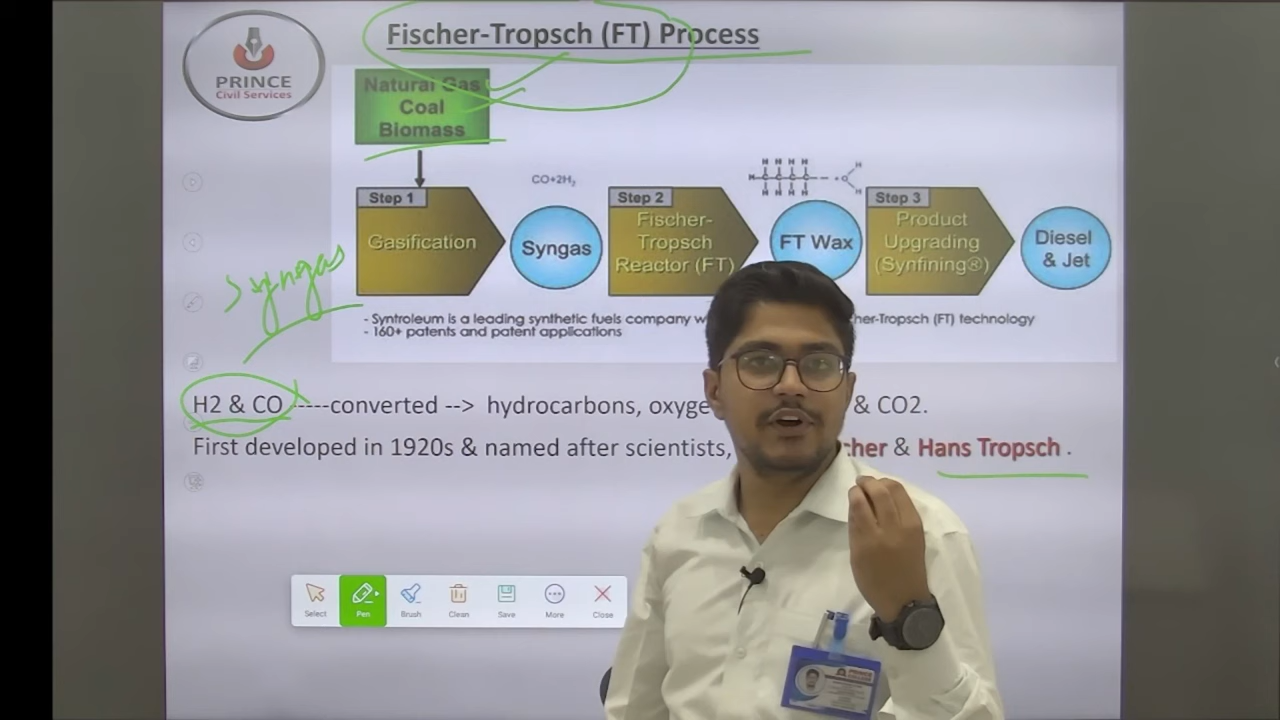 Fischer-Tropsch (FT) Process
PRINCE
Civil Services
Natural Gas
Coal
Biomass
CO+2H₂
H H H H
H C C C C O H
H H H H H
Step 1
Gasification
Syngas
Step 2
Fischer-
Tropsch
Reactor (FT)
FT Wax
Step 3
Product
Upgrading
(Synfining®)
Diesel
& Jet
Syngas
- Syntroleum is a leading synthetic fuels company w her-Tropsch (FT) technology
- 160+ patents and patent applications
H2 & CO -----converted --> hydrocarbons, oxyge & CO2.
First developed in 1920s & named after scientists, cher & Hans Tropsch .
Select
Pen
Brush
Clean
Save
More
Close
PRINCE